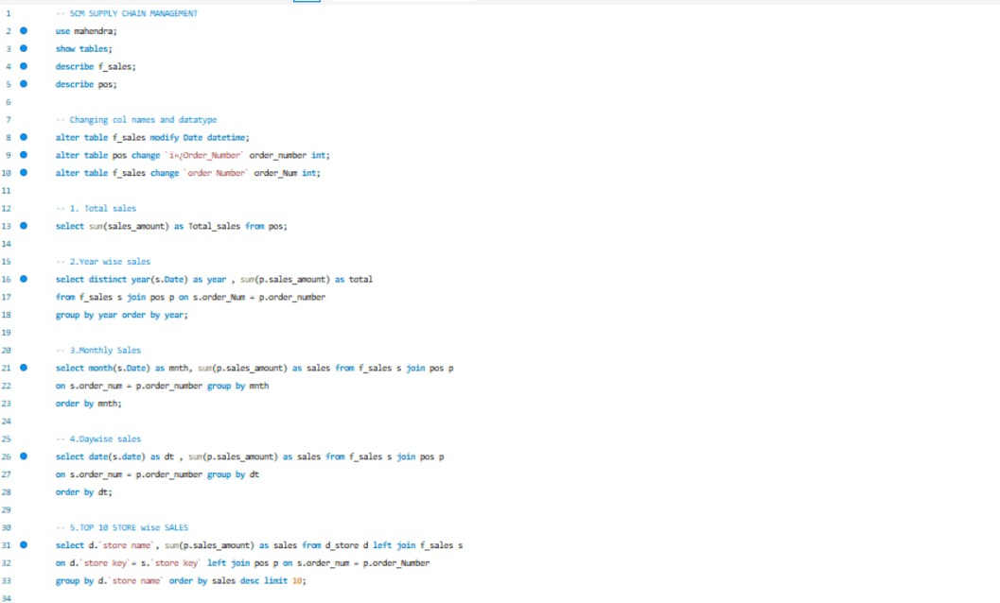 1 -- SCM SUPPLY CHAIN MANAGEMENT
2 use mahendra;
3 show tables;
4 describe f_sales;
5 describe pos;
6
7 -- Changing col names and datatype
8 alter table f_sales modify Date datetime;
9 alter table pos change `ï»¿Order_Number` order_number int;
10 alter table f_sales change `order Number` order_Num int;
11
12 -- 1. Total sales
13 select sum(sales_amount) as Total_sales from pos;
14
15 -- 2.Year wise sales
16 select distinct year(s.Date) as year , sum(p.sales_amount) as total
17 from f_sales s join pos p on s.order_Num = p.order_number
18 group by year order by year;
19
20 -- 3.Monthly Sales
21 select month(s.Date) as mnth, sum(p.sales_amount) as sales from f_sales s join pos p
22 on s.order_num = p.order_number group by mnth
23 order by mnth;
24
25 -- 4.Daywise sales
26 select date(s.date) as dt , sum(p.sales_amount) as sales from f_sales s join pos p
27 on s.order_num = p.order_number group by dt
28 order by dt;
29
30 -- 5.TOP 10 STORE wise SALES
31 select d.`store name`, sum(p.sales_amount) as sales from d_store d left join f_sales s
32 on d.`store key`= s.`store key` left join pos p on s.order_num = p.order_Number
33 group by d.`store name` order by sales desc limit 10;
34